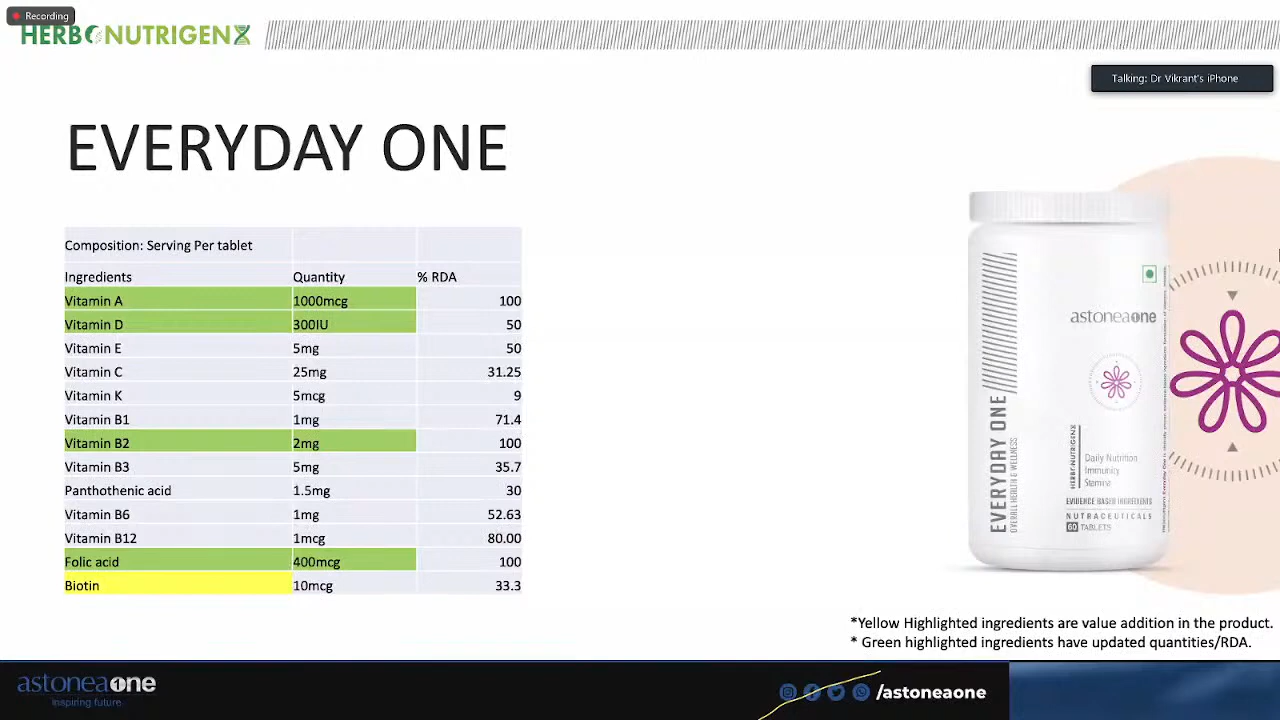 Recording
HERBONUTRIGENX
Talking: Dr Vikrant's iPhone
EVERYDAY ONE
Composition: Serving Per tablet
Ingredients Quantity % RDA
Vitamin A 1000mcg 100
Vitamin D 300IU 50
Vitamin E 5mg 50
Vitamin C 25mg 31.25
Vitamin K 5mcg 9
Vitamin B1 1mg 71.4
Vitamin B2 2mg 100
Vitamin B3 5mg 35.7
Panthothenic acid 1.5mg 30
Vitamin B6 1mg 52.63
Vitamin B12 1mcg 80.00
Folic acid 400mcg 100
Biotin 10mcg 33.3
astoneaone
EVERYDAY ONE
OVERALL HEALTH & WELLNESS
HERBO-NUTRIGENX
Daily Nutrition
Immunity
Stamina
EVIDENCE BASED INGREDIENTS
NUTRACEUTICALS
60 TABLETS
*Yellow Highlighted ingredients are value addition in the product.
* Green highlighted ingredients have updated quantities/RDA.
astoneaone
Inspiring future
/astoneaone